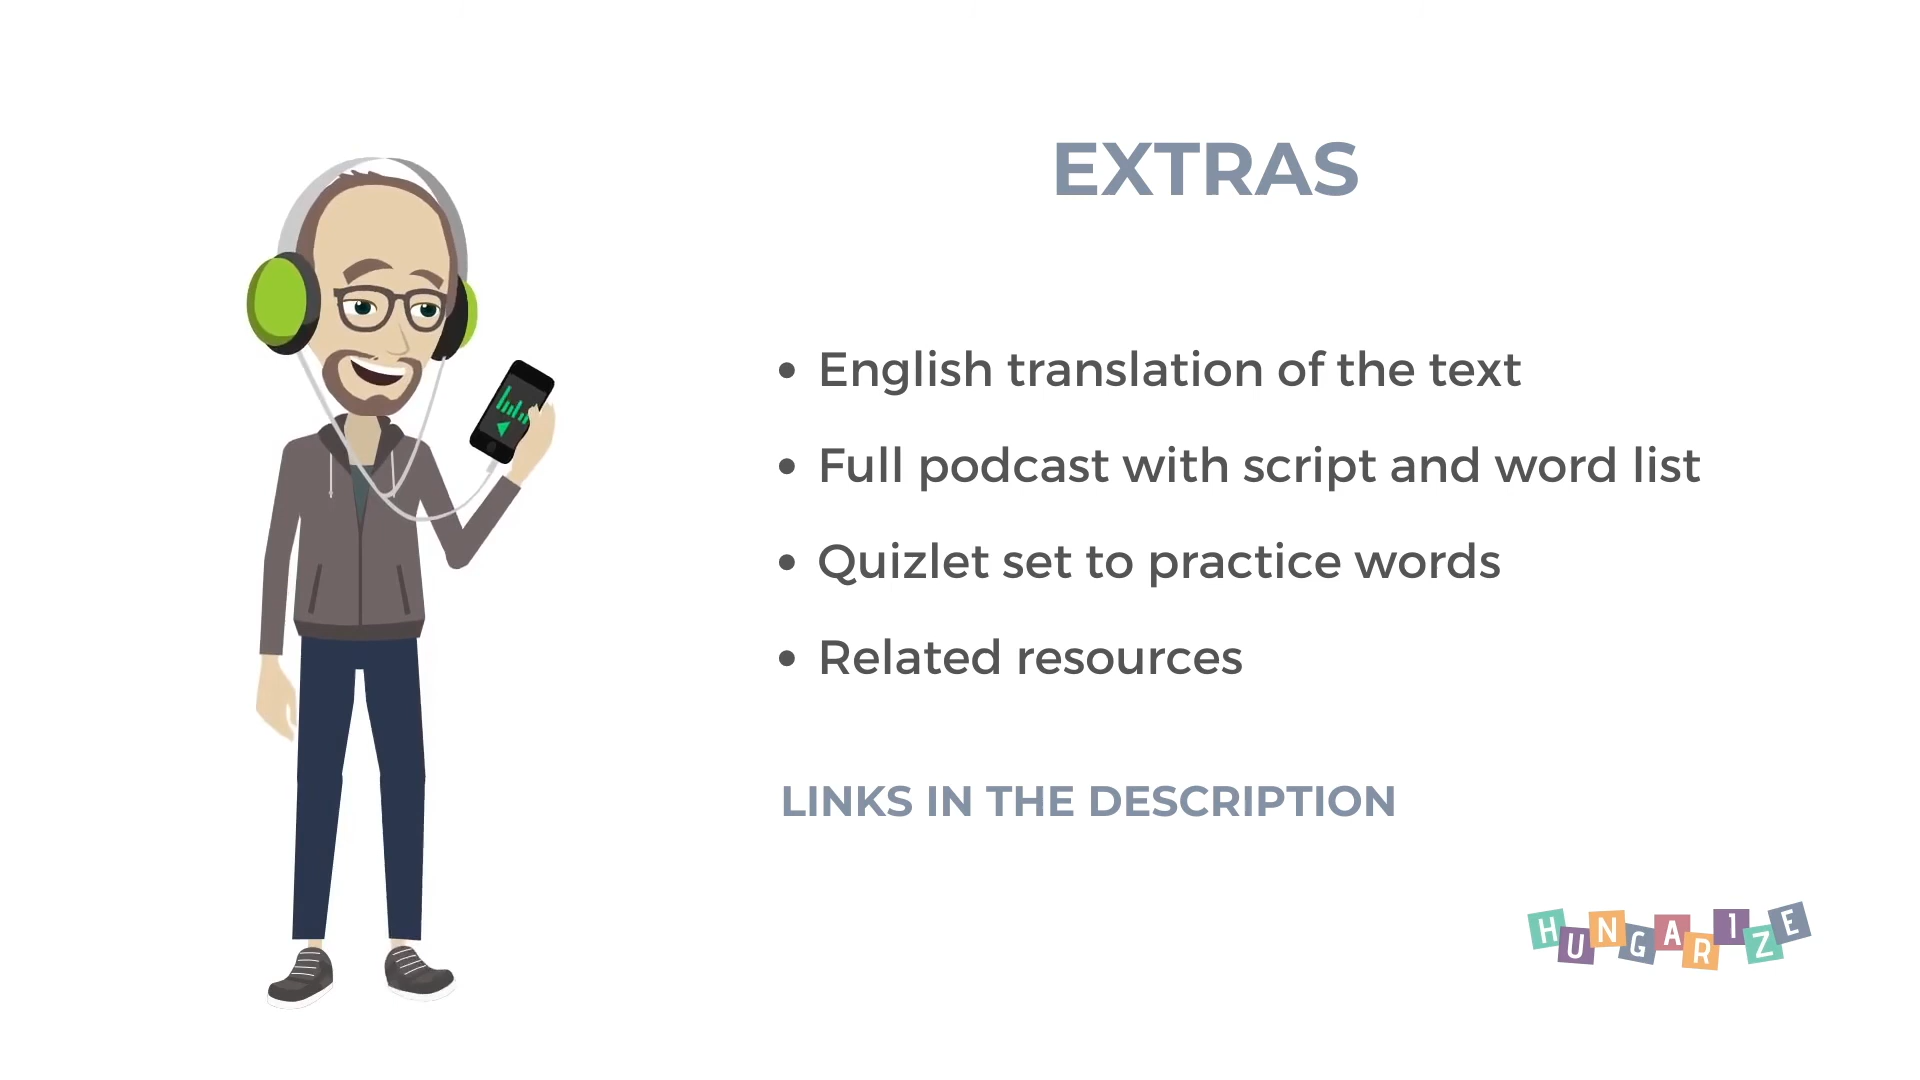 EXTRAS
• English translation of the text
• Full podcast with script and word list
• Quizlet set to practice words
• Related resources
LINKS IN THE DESCRIPTION
HUNGARIZE